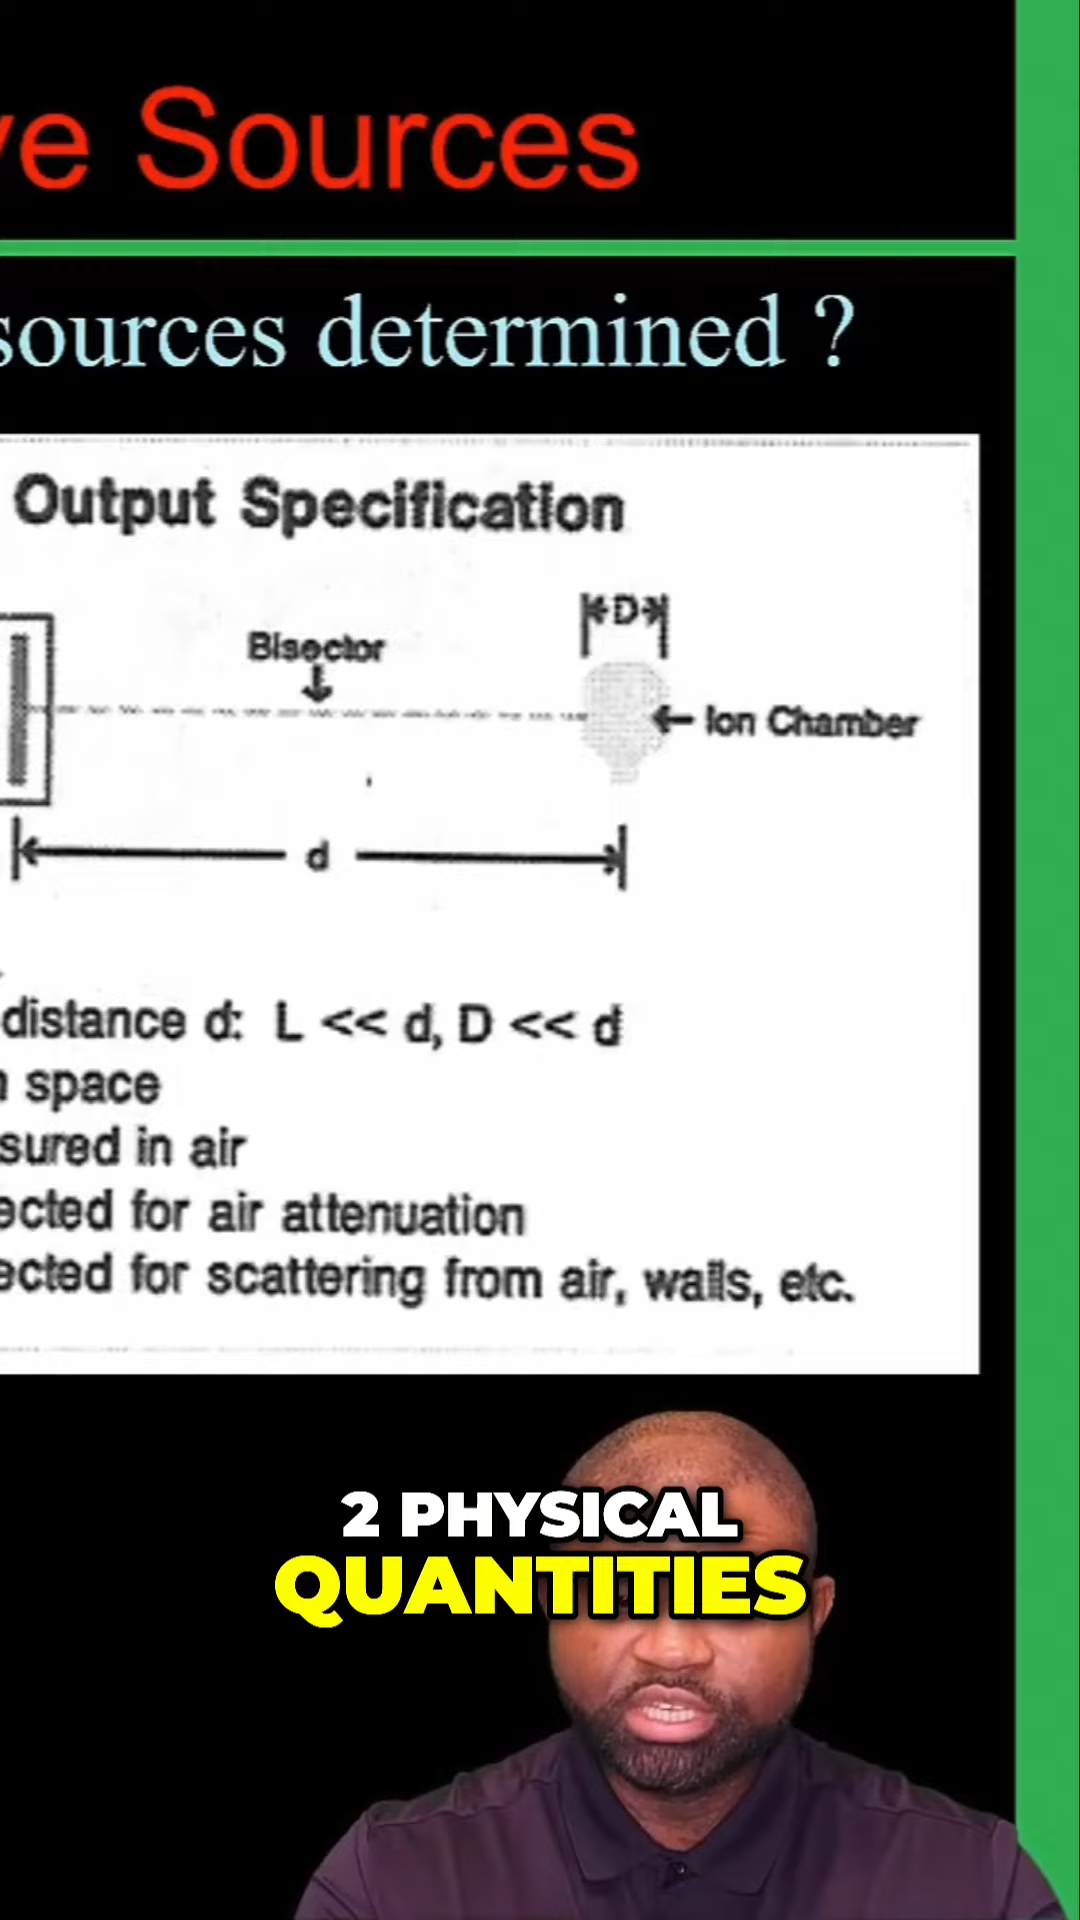 ve Sources
sources determined ?
Output Specification
D
Bisector
Ion Chamber
d
distance d: L << d, D << d
space
sured in air
ected for air attenuation
ected for scattering from air, walls, etc.
2 PHYSICAL
QUANTITIES